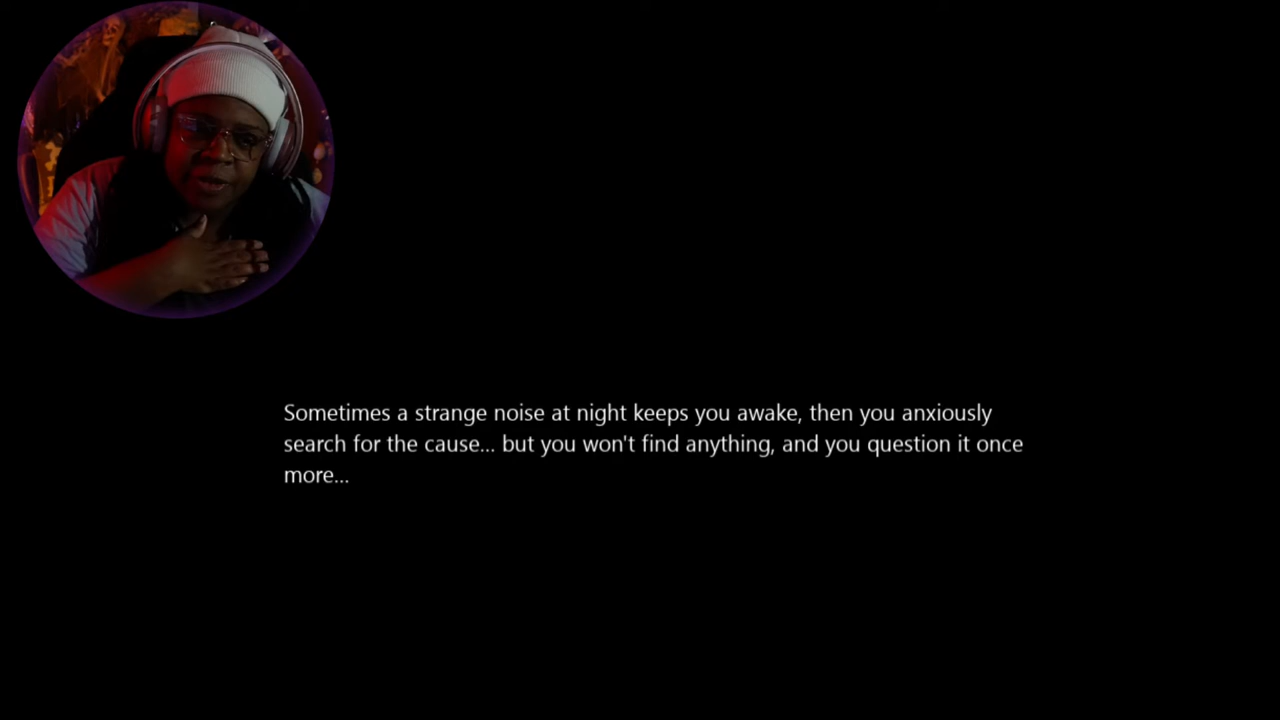 Sometimes a strange noise at night keeps you awake, then you anxiously
search for the cause... but you won't find anything, and you question it once
more...